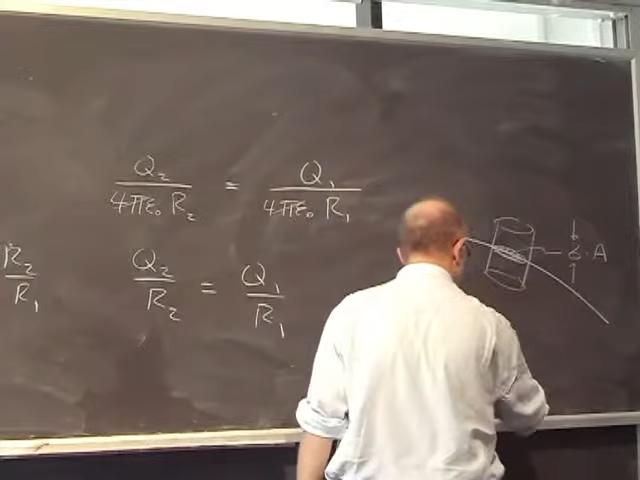 Q₂/4πε₀ R₂ = Q₁/4πε₀ R₁
R₂/R₁
Q₂/R₂ = Q₁/R₁
A